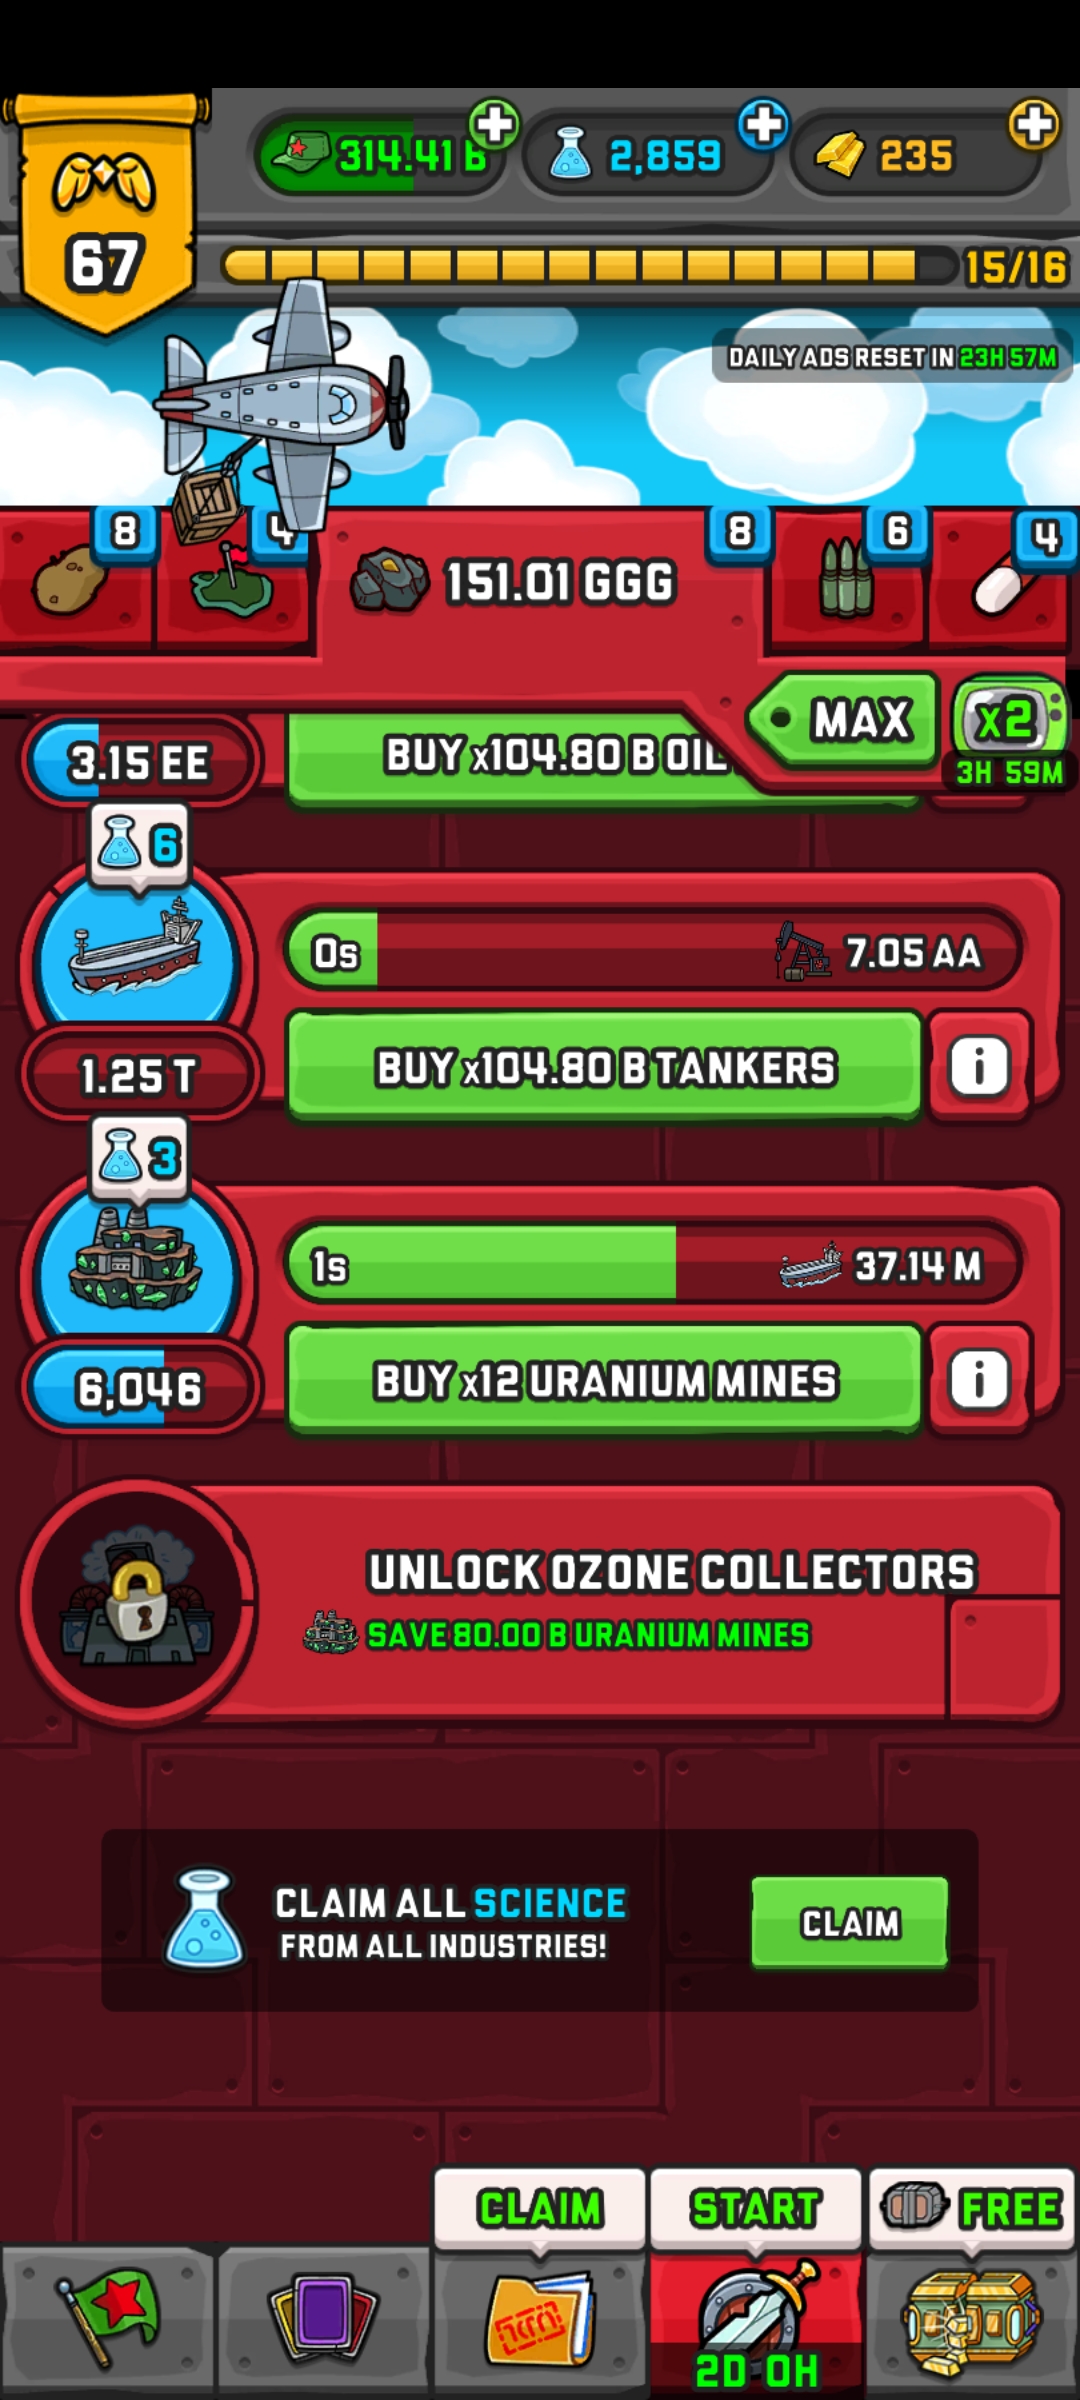 314.41 B
2,859
235
67
15/16
DAILY ADS RESET IN 23H 57M
8
4
151.01 GGG
8
6
4
MAX
x2
3H 59M
3.15 EE
BUY x104.80 B OIL
6
0s
7.05 AA
1.25 T
BUY x104.80 B TANKERS
i
3
1s
37.14 M
6,046
BUY x12 URANIUM MINES
i
UNLOCK OZONE COLLECTORS
SAVE 80.00 B URANIUM MINES
CLAIM ALL SCIENCE
FROM ALL INDUSTRIES!
CLAIM
CLAIM
START
FREE
2D 0H